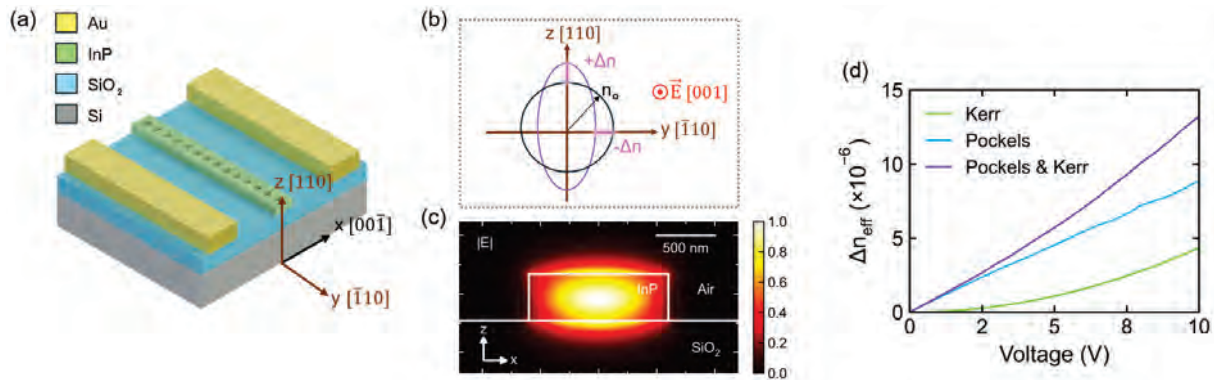 (a)
Au
InP
SiO₂
Si
z [110]
x [001̄]
y [1̄10]
(b)
z [110]
+Δn
nₒ
E⃗ [001]
y [1̄10]
-Δn
(c)
|E|
500 nm
InP
Air
SiO₂
z
x
1.0
0.8
0.6
0.4
0.2
0.0
(d)
Δn_eff (×10⁻⁶)
15
10
5
0
Kerr
Pockels
Pockels & Kerr
0 2 5 8 10
Voltage (V)